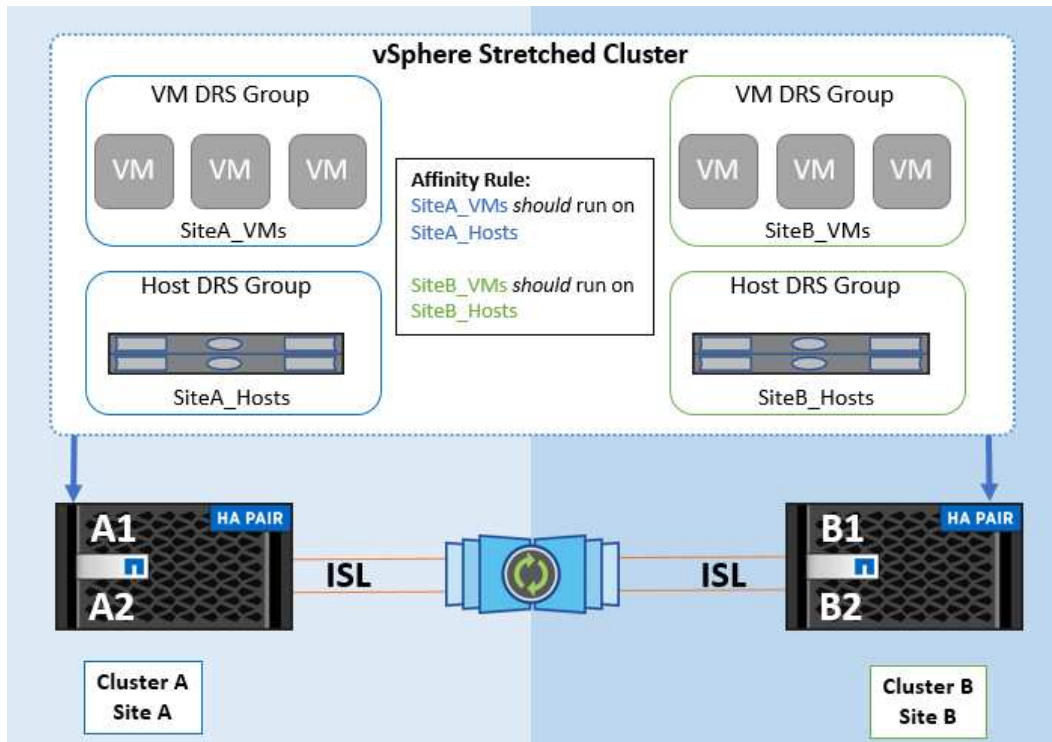 vSphere Stretched Cluster
VM DRS Group
VM VM VM
SiteA_VMs
Host DRS Group
SiteA_Hosts
Affinity Rule:
SiteA_VMs should run on
SiteA_Hosts
SiteB_VMs should run on
SiteB_Hosts
VM DRS Group
VM VM VM
SiteB_VMs
Host DRS Group
SiteB_Hosts
A1
HA PAIR
A2
ISL
ISL
B1
HA PAIR
B2
Cluster A
Site A
Cluster B
Site B